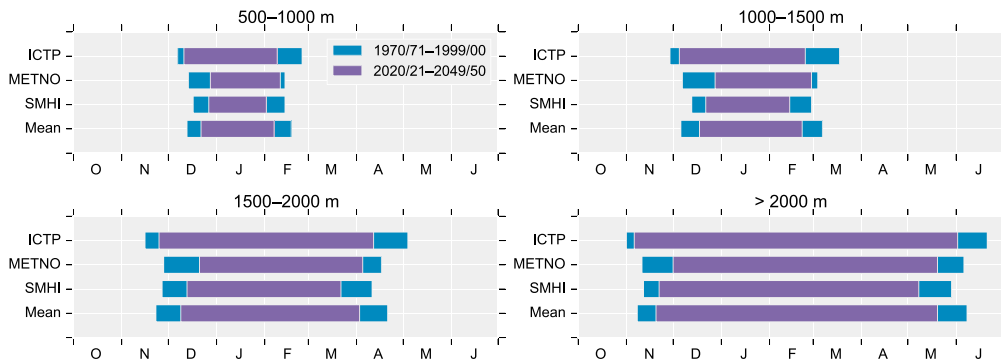 500–1000 m
ICTP
METNO
SMHI
Mean
1970/71–1999/00
2020/21–2049/50
O N D J F M A M J
1000–1500 m
ICTP
METNO
SMHI
Mean
O N D J F M A M J
1500–2000 m
ICTP
METNO
SMHI
Mean
O N D J F M A M J
> 2000 m
ICTP
METNO
SMHI
Mean
O N D J F M A M J